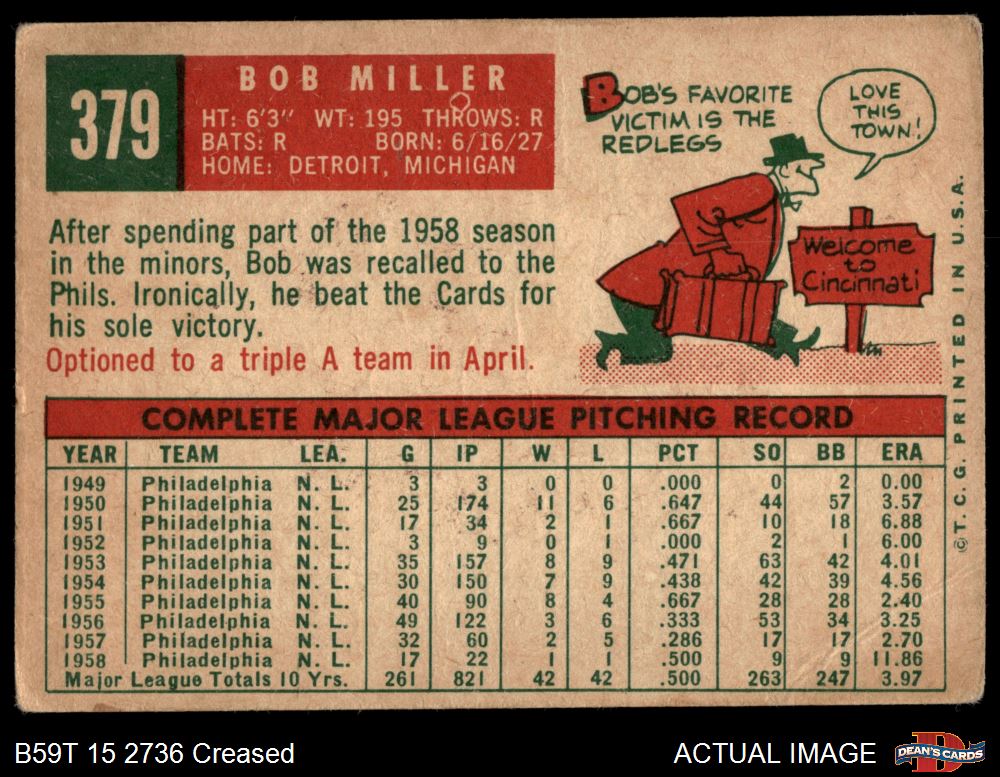 379
BOB MILLER
HT: 6'3" WT: 195 THROWS: R
BATS: R BORN: 6/16/27
HOME: DETROIT, MICHIGAN
BOB'S FAVORITE
VICTIM IS THE
REDLEGS
LOVE
THIS
TOWN!
Welcome
to
Cincinnati
After spending part of the 1958 season
in the minors, Bob was recalled to the
Phils. Ironically, he beat the Cards for
his sole victory.
Optioned to a triple A team in April.
COMPLETE MAJOR LEAGUE PITCHING RECORD
YEAR TEAM LEA. G IP W L PCT SO BB ERA
1949 Philadelphia N. L. 3 3 0 0 .000 0 2 0.00
1950 Philadelphia N. L. 25 174 11 6 .647 44 57 3.57
1951 Philadelphia N. L. 17 34 2 1 .667 10 18 6.88
1952 Philadelphia N. L. 3 9 0 1 .000 2 1 6.00
1953 Philadelphia N. L. 35 157 8 9 .471 63 42 4.01
1954 Philadelphia N. L. 30 150 7 9 .438 42 39 4.56
1955 Philadelphia N. L. 40 90 8 4 .667 28 28 2.40
1956 Philadelphia N. L. 49 122 3 6 .333 53 34 3.25
1957 Philadelphia N. L. 32 60 2 5 .286 17 17 2.70
1958 Philadelphia N. L. 17 22 1 1 .500 9 9 11.86
Major League Totals 10 Yrs. 261 821 42 42 .500 263 247 3.97
© T. C. G. PRINTED IN U.S.A.
B59T 15 2736 Creased
ACTUAL IMAGE
DEAN'S CARDS